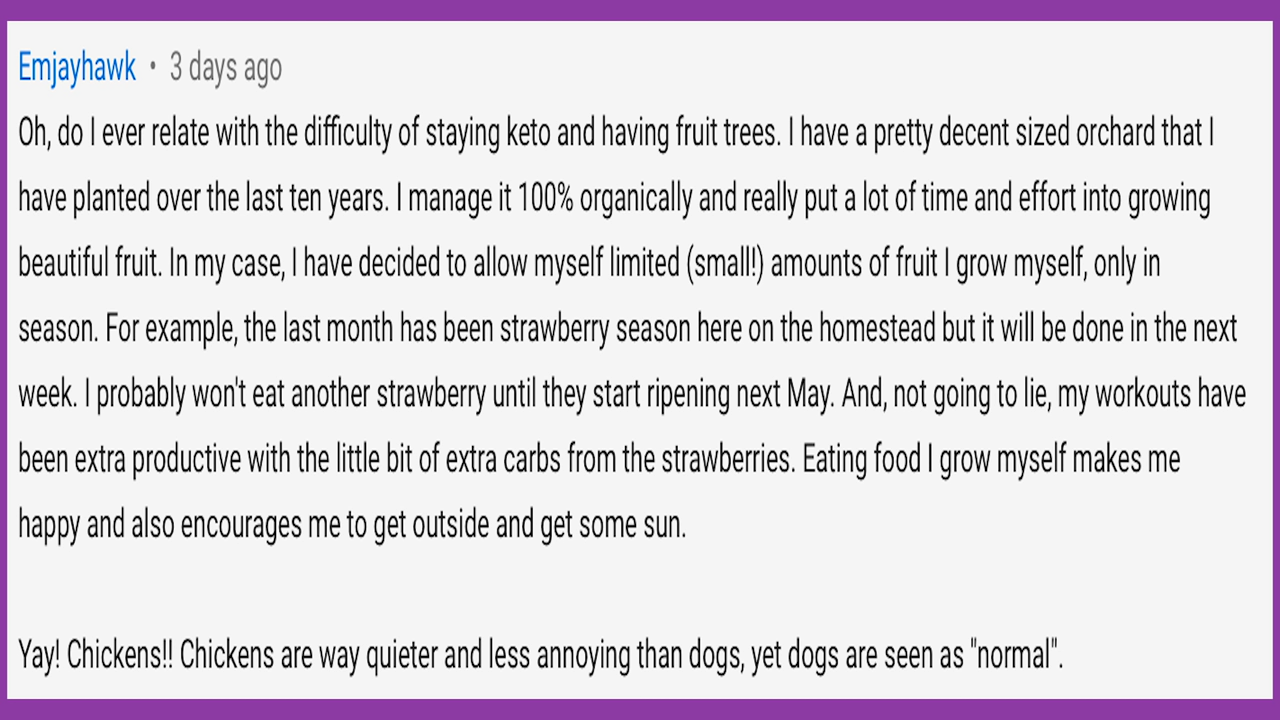 Emjayhawk • 3 days ago
Oh, do I ever relate with the difficulty of staying keto and having fruit trees. I have a pretty decent sized orchard that I
have planted over the last ten years. I manage it 100% organically and really put a lot of time and effort into growing
beautiful fruit. In my case, I have decided to allow myself limited (small!) amounts of fruit I grow myself, only in
season. For example, the last month has been strawberry season here on the homestead but it will be done in the next
week. I probably won't eat another strawberry until they start ripening next May. And, not going to lie, my workouts have
been extra productive with the little bit of extra carbs from the strawberries. Eating food I grow myself makes me
happy and also encourages me to get outside and get some sun.
Yay! Chickens!! Chickens are way quieter and less annoying than dogs, yet dogs are seen as "normal".